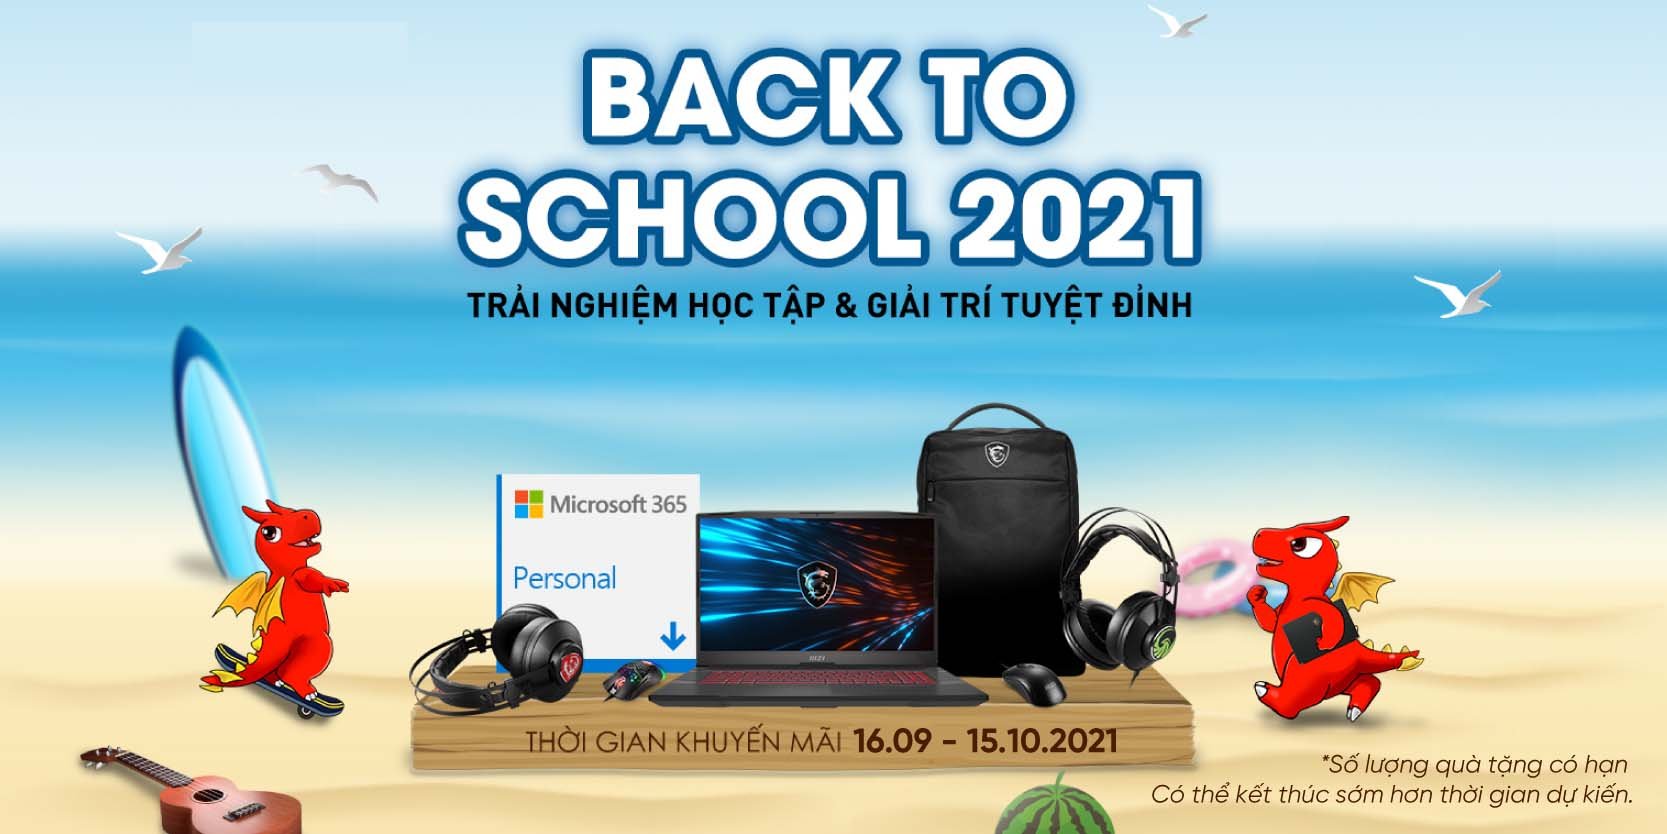 BACK TO
SCHOOL 2021
TRẢI NGHIỆM HỌC TẬP & GIẢI TRÍ TUYỆT ĐỈNH
Microsoft 365
Personal
msi
THỜI GIAN KHUYẾN MÃI 16.09 - 15.10.2021
*Số lượng quà tặng có hạn
Có thể kết thúc sớm hơn thời gian dự kiến.